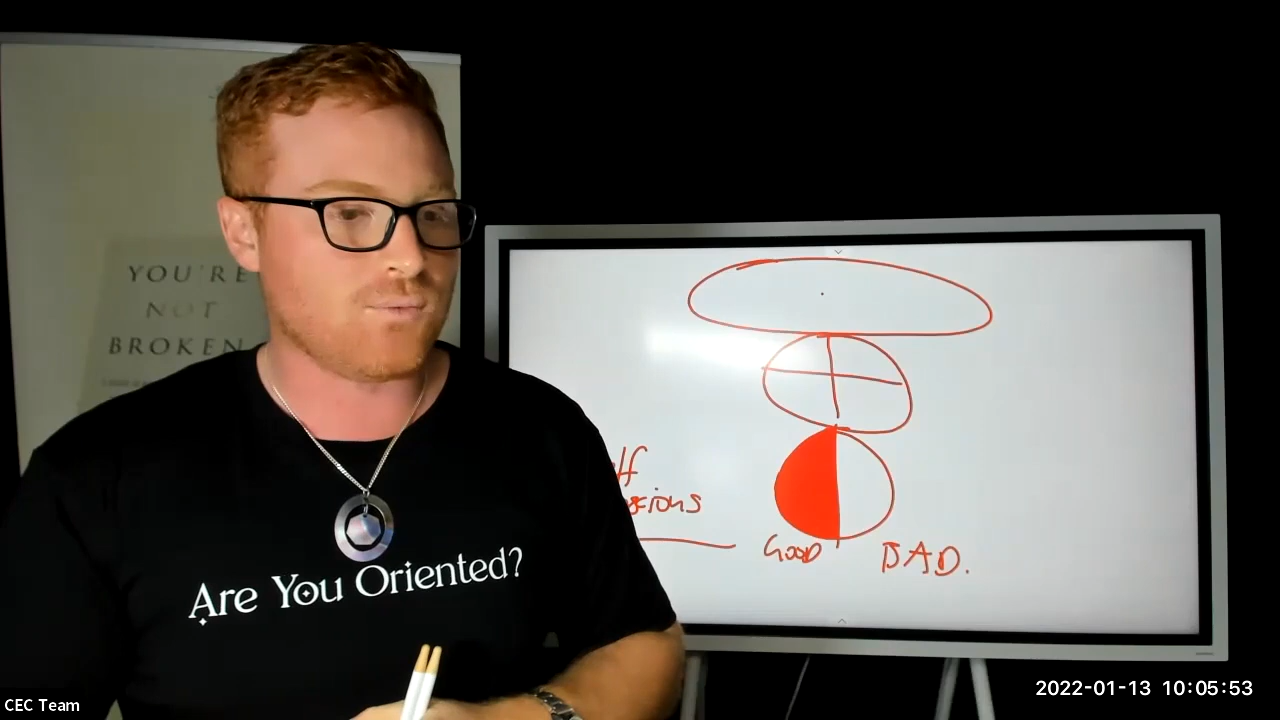 YOU'RE
NOT
BROKEN
Are You Oriented?
GOOD BAD.
CEC Team
2022-01-13 10:05:53